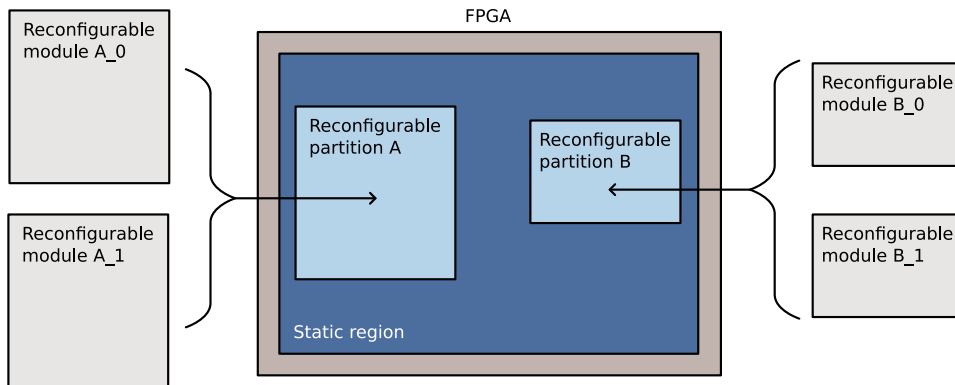 FPGA
Reconfigurable
module A_0
Reconfigurable
module A_1
Reconfigurable
partition A
Reconfigurable
partition B
Static region
Reconfigurable
module B_0
Reconfigurable
module B_1